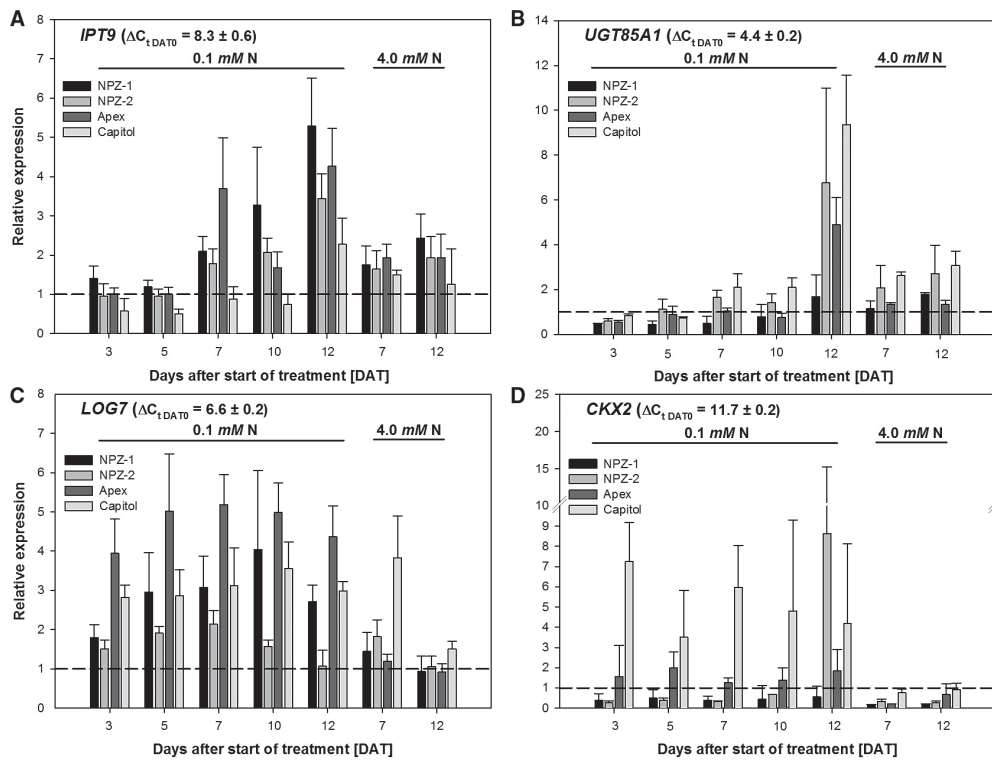 A
IPT9 (ΔCt DAT0 = 8.3 ± 0.6)
0.1 mM N
4.0 mM N
NPZ-1
NPZ-2
Apex
Capitol
Relative expression
8
7
6
5
4
3
2
1
0
3 5 7 10 12 7 12
Days after start of treatment [DAT]
B
UGT85A1 (ΔCt DAT0 = 4.4 ± 0.2)
0.1 mM N
4.0 mM N
NPZ-1
NPZ-2
Apex
Capitol
14
12
10
8
6
4
2
0
3 5 7 10 12 7 12
Days after start of treatment [DAT]
C
LOG7 (ΔCt DAT0 = 6.6 ± 0.2)
0.1 mM N
4.0 mM N
NPZ-1
NPZ-2
Apex
Capitol
Relative expression
8
7
6
5
4
3
2
1
0
3 5 7 10 12 7 12
Days after start of treatment [DAT]
D
CKX2 (ΔCt DAT0 = 11.7 ± 0.2)
0.1 mM N
4.0 mM N
NPZ-1
NPZ-2
Apex
Capitol
25
20
15
10
9
8
7
6
5
4
3
2
1
0
3 5 7 10 12 7 12
Days after start of treatment [DAT]